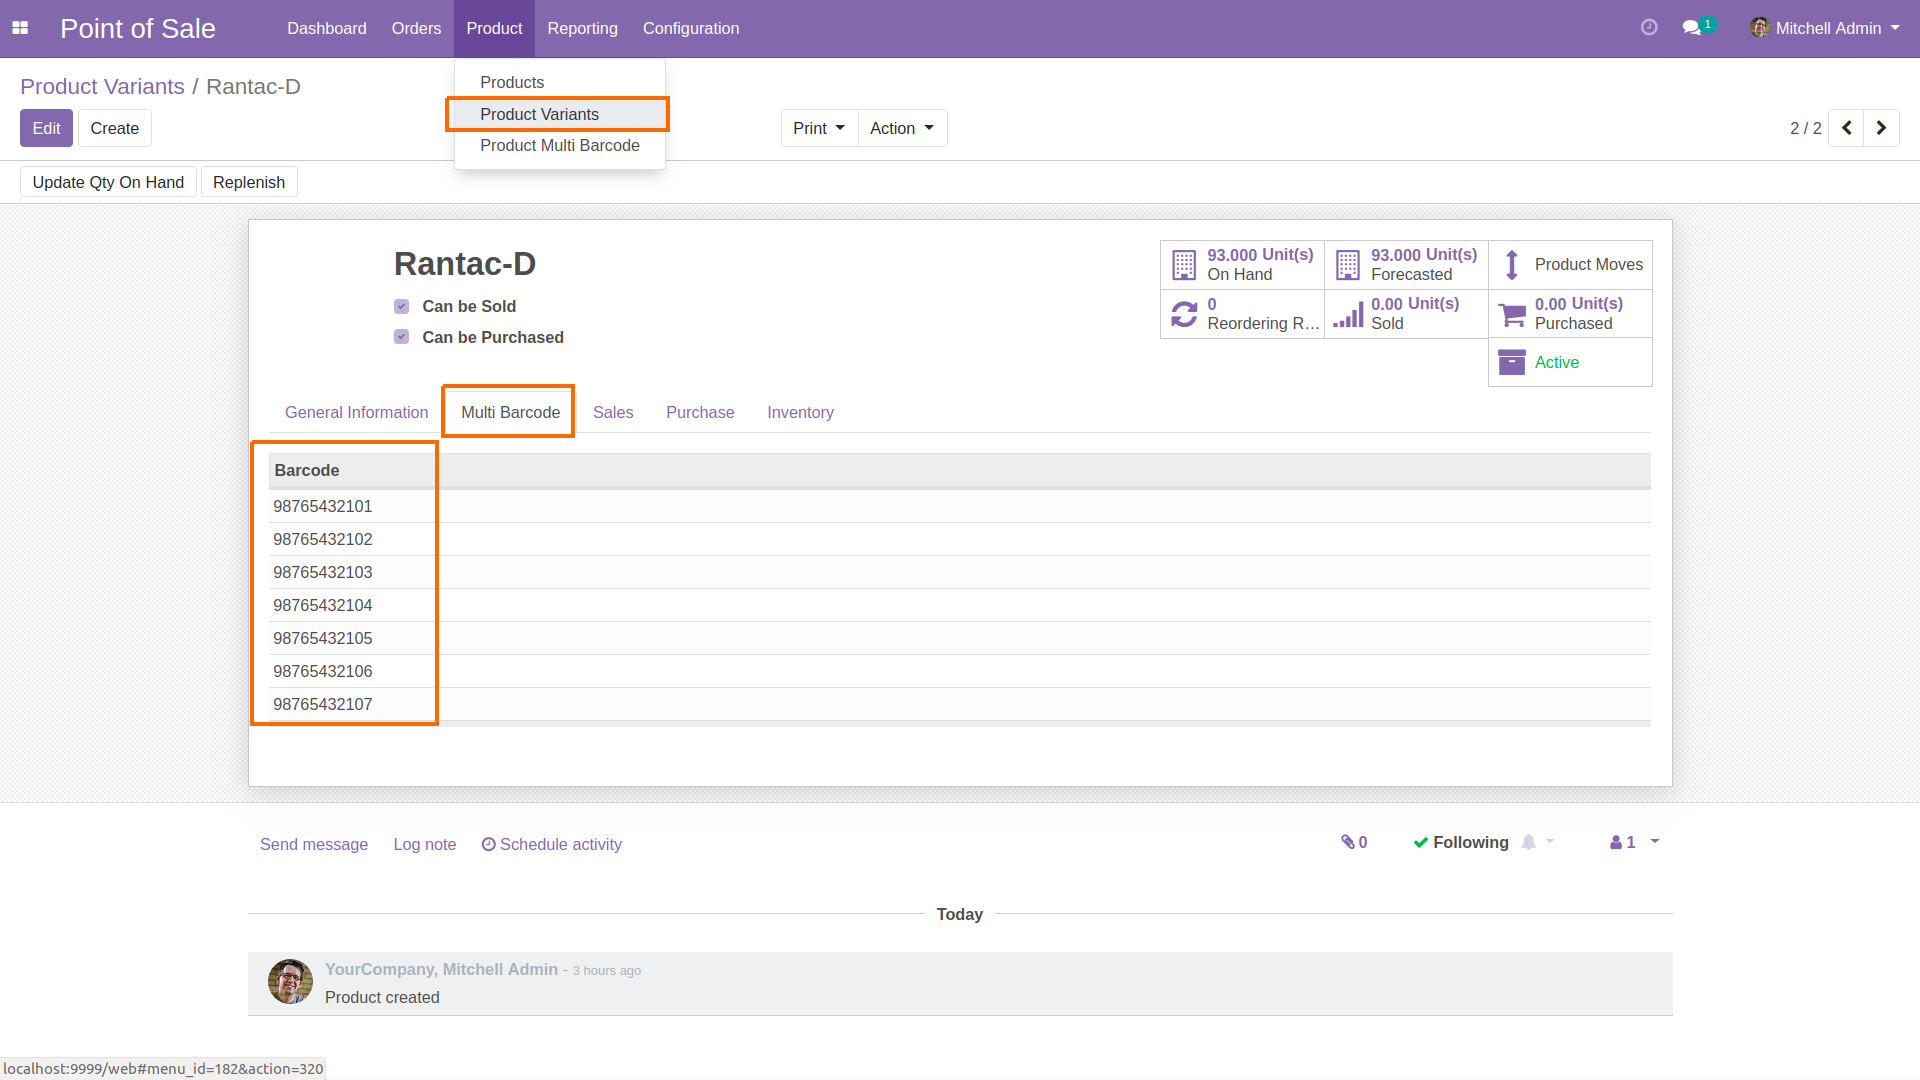 Point of Sale Dashboard Orders Product Reporting Configuration 1 Mitchell Admin
Products
Product Variants
Product Multi Barcode
Product Variants / Rantac-D
Edit Create Print Action 2 / 2
Update Qty On Hand Replenish
Rantac-D
Can be Sold
Can be Purchased
93.000 Unit(s)
On Hand
93.000 Unit(s)
Forecasted
Product Moves
0
Reordering R...
0.00 Unit(s)
Sold
0.00 Unit(s)
Purchased
Active
General Information Multi Barcode Sales Purchase Inventory
Barcode
98765432101
98765432102
98765432103
98765432104
98765432105
98765432106
98765432107
Send message Log note Schedule activity 0 Following 1
Today
YourCompany, Mitchell Admin - 3 hours ago
Product created
localhost:9999/web#menu_id=182&action=320